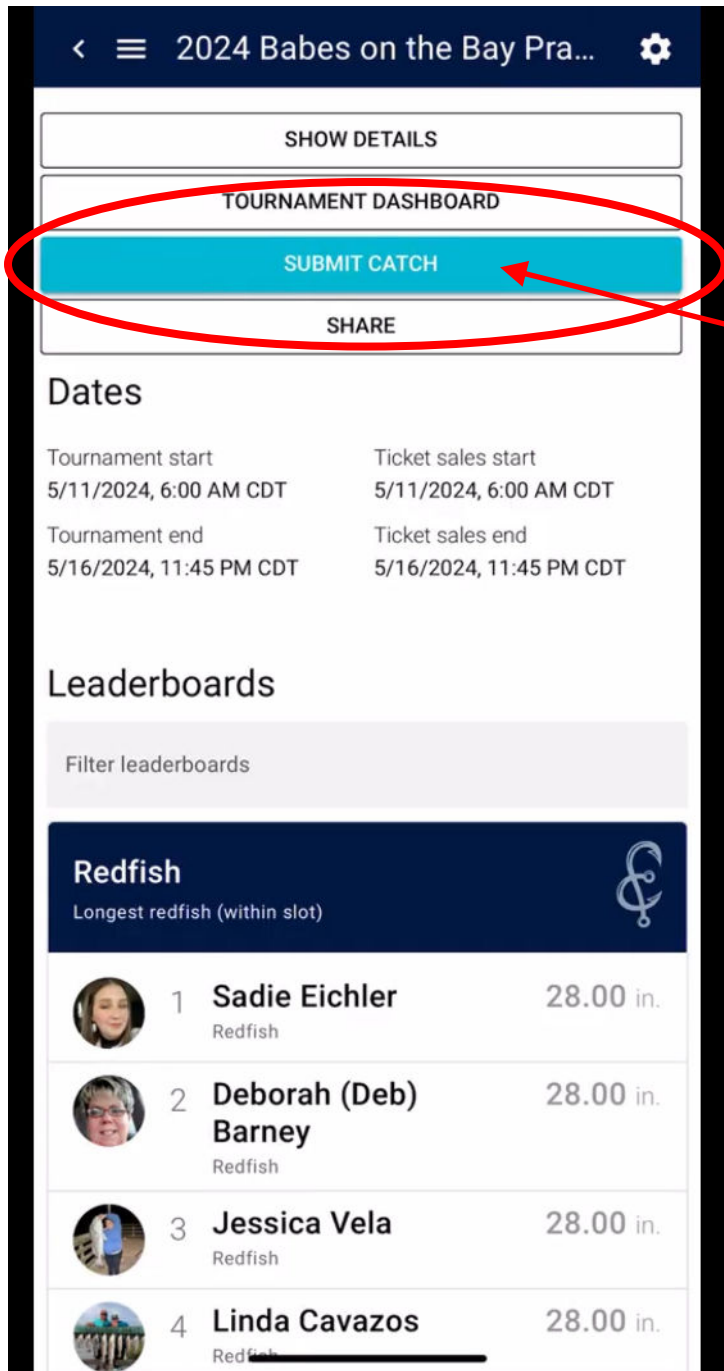 2024 Babes on the Bay Pra...
SHOW DETAILS
TOURNAMENT DASHBOARD
SUBMIT CATCH
SHARE
Dates
Tournament start
Ticket sales start
5/11/2024, 6:00 AM CDT
5/11/2024, 6:00 AM CDT
Tournament end
Ticket sales end
5/16/2024, 11:45 PM CDT
5/16/2024, 11:45 PM CDT
Leaderboards
Filter leaderboards
Redfish
Longest redfish (within slot)
1 Sadie Eichler 28.00 in.
Redfish
2 Deborah (Deb) 28.00 in.
Barney
Redfish
3 Jessica Vela 28.00 in.
Redfish
4 Linda Cavazos 28.00 in.
Redfish